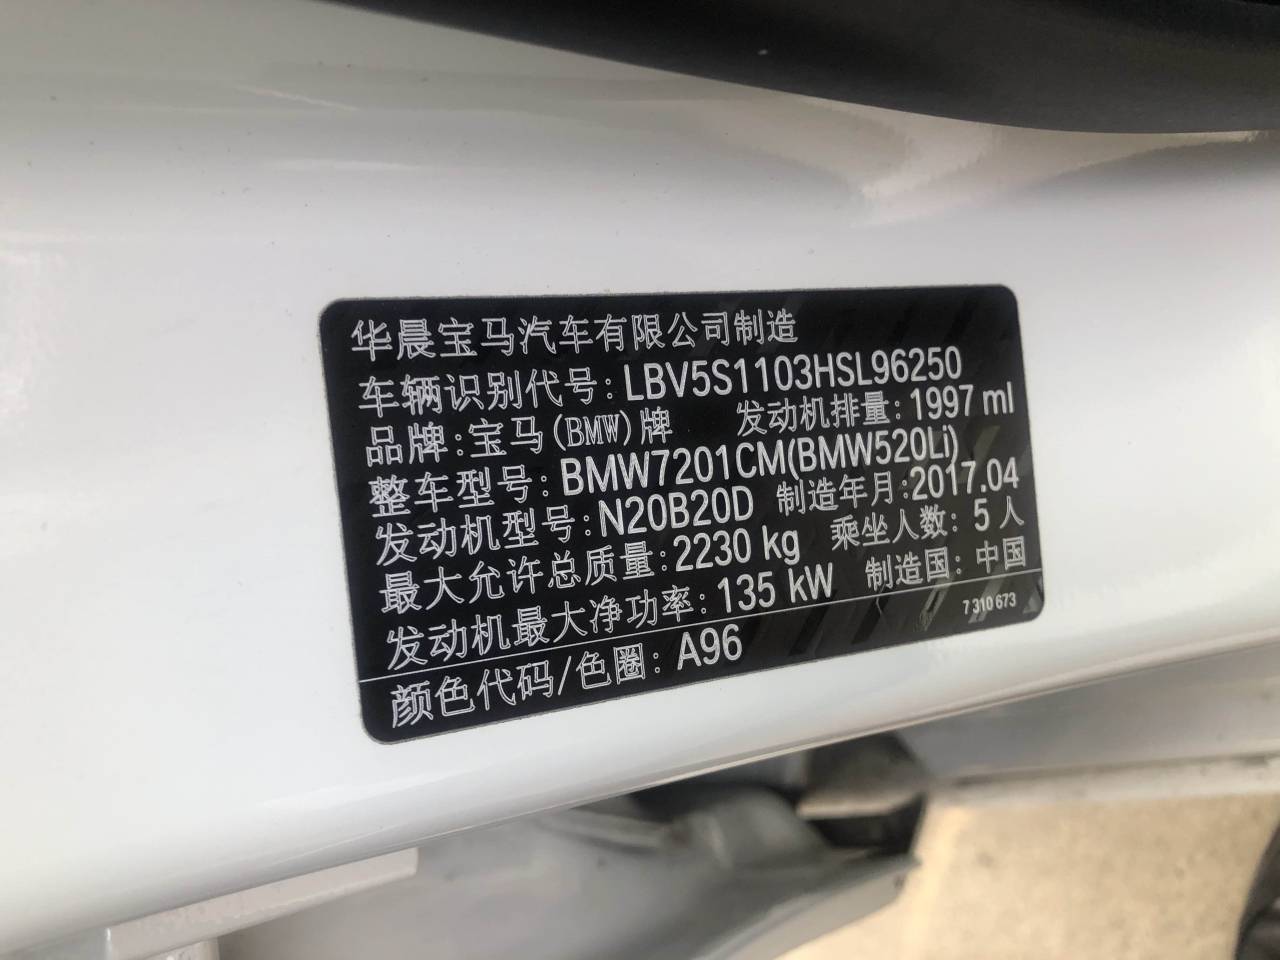 华晨宝马汽车有限公司制造
车辆识别代号: LBV5S1103HSL96250
品牌:宝马(BMW)牌 发动机排量: 1997 ml
整车型号: BMW7201CM(BMW520Li)
发动机型号: N20B20D 制造年月:2017.04
最大允许总质量: 2230 kg 乘坐人数: 5 人
发动机最大净功率: 135 kW 制造国: 中国
颜色代码/色圈: A96 7 310 673